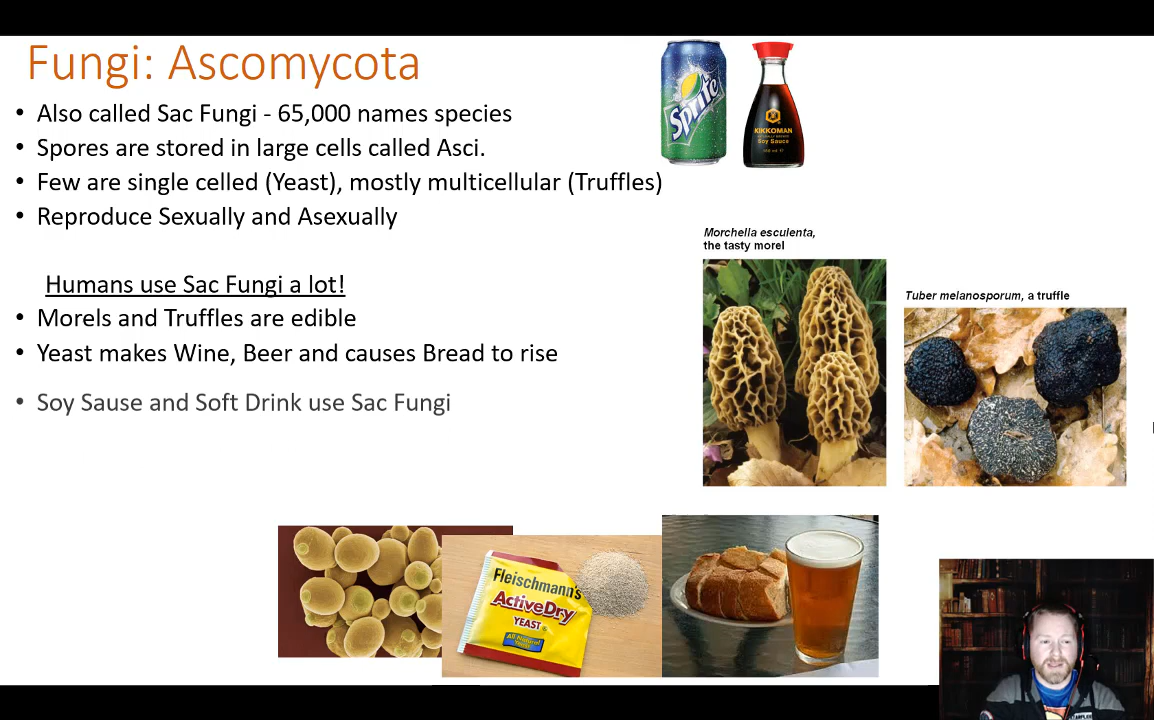 Fungi: Ascomycota
Also called Sac Fungi - 65,000 names species
Spores are stored in large cells called Asci.
Few are single celled (Yeast), mostly multicellular (Truffles)
Reproduce Sexually and Asexually
Humans use Sac Fungi a lot!
Morels and Truffles are edible
Yeast makes Wine, Beer and causes Bread to rise
Soy Sause and Soft Drink use Sac Fungi
Sprite
KIKKOMAN
Soy Sauce
Morchella esculenta,
the tasty morel
Tuber melanosporum, a truffle
Fleischmann's
ActiveDry
YEAST
All Natural
Yeast